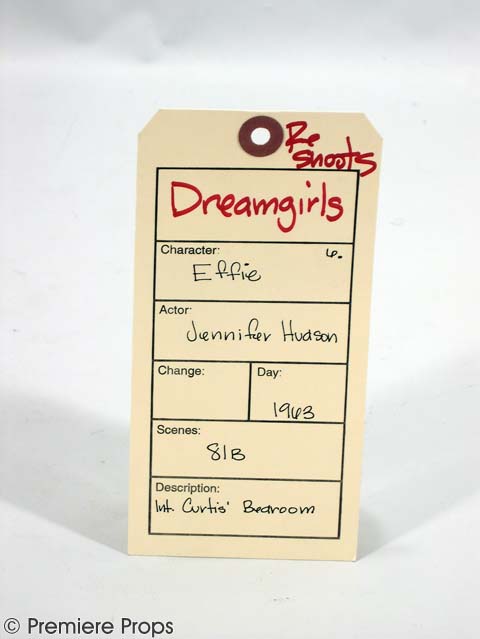 Re
Shoots
Dreamgirls
Character: 6.
Effie
Actor:
Jennifer Hudson
Change: Day:
1963
Scenes:
81B
Description:
Int. Curtis' Bedroom
© Premiere Props